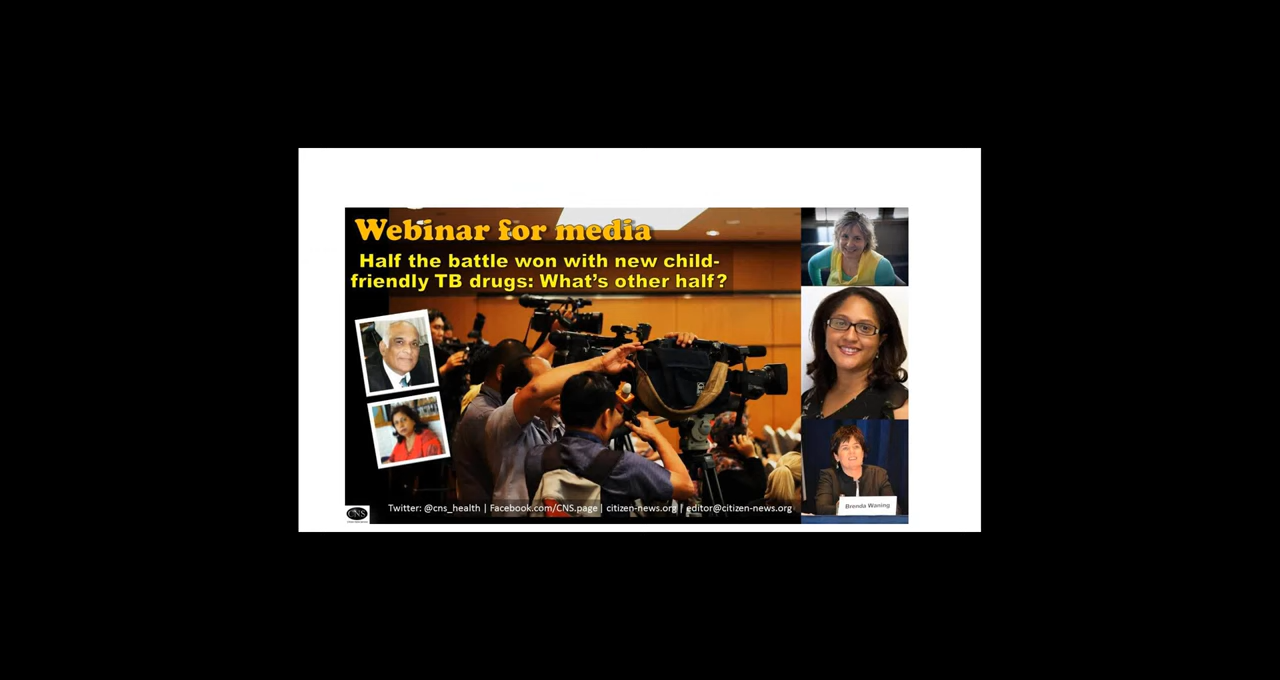 Webinar for media
Half the battle won with new child-
friendly TB drugs: What's other half?
Brenda Waning
CNS
Twitter: @cns_health | Facebook.com/CNS.page | citizen-news.org | editor@citizen-news.org